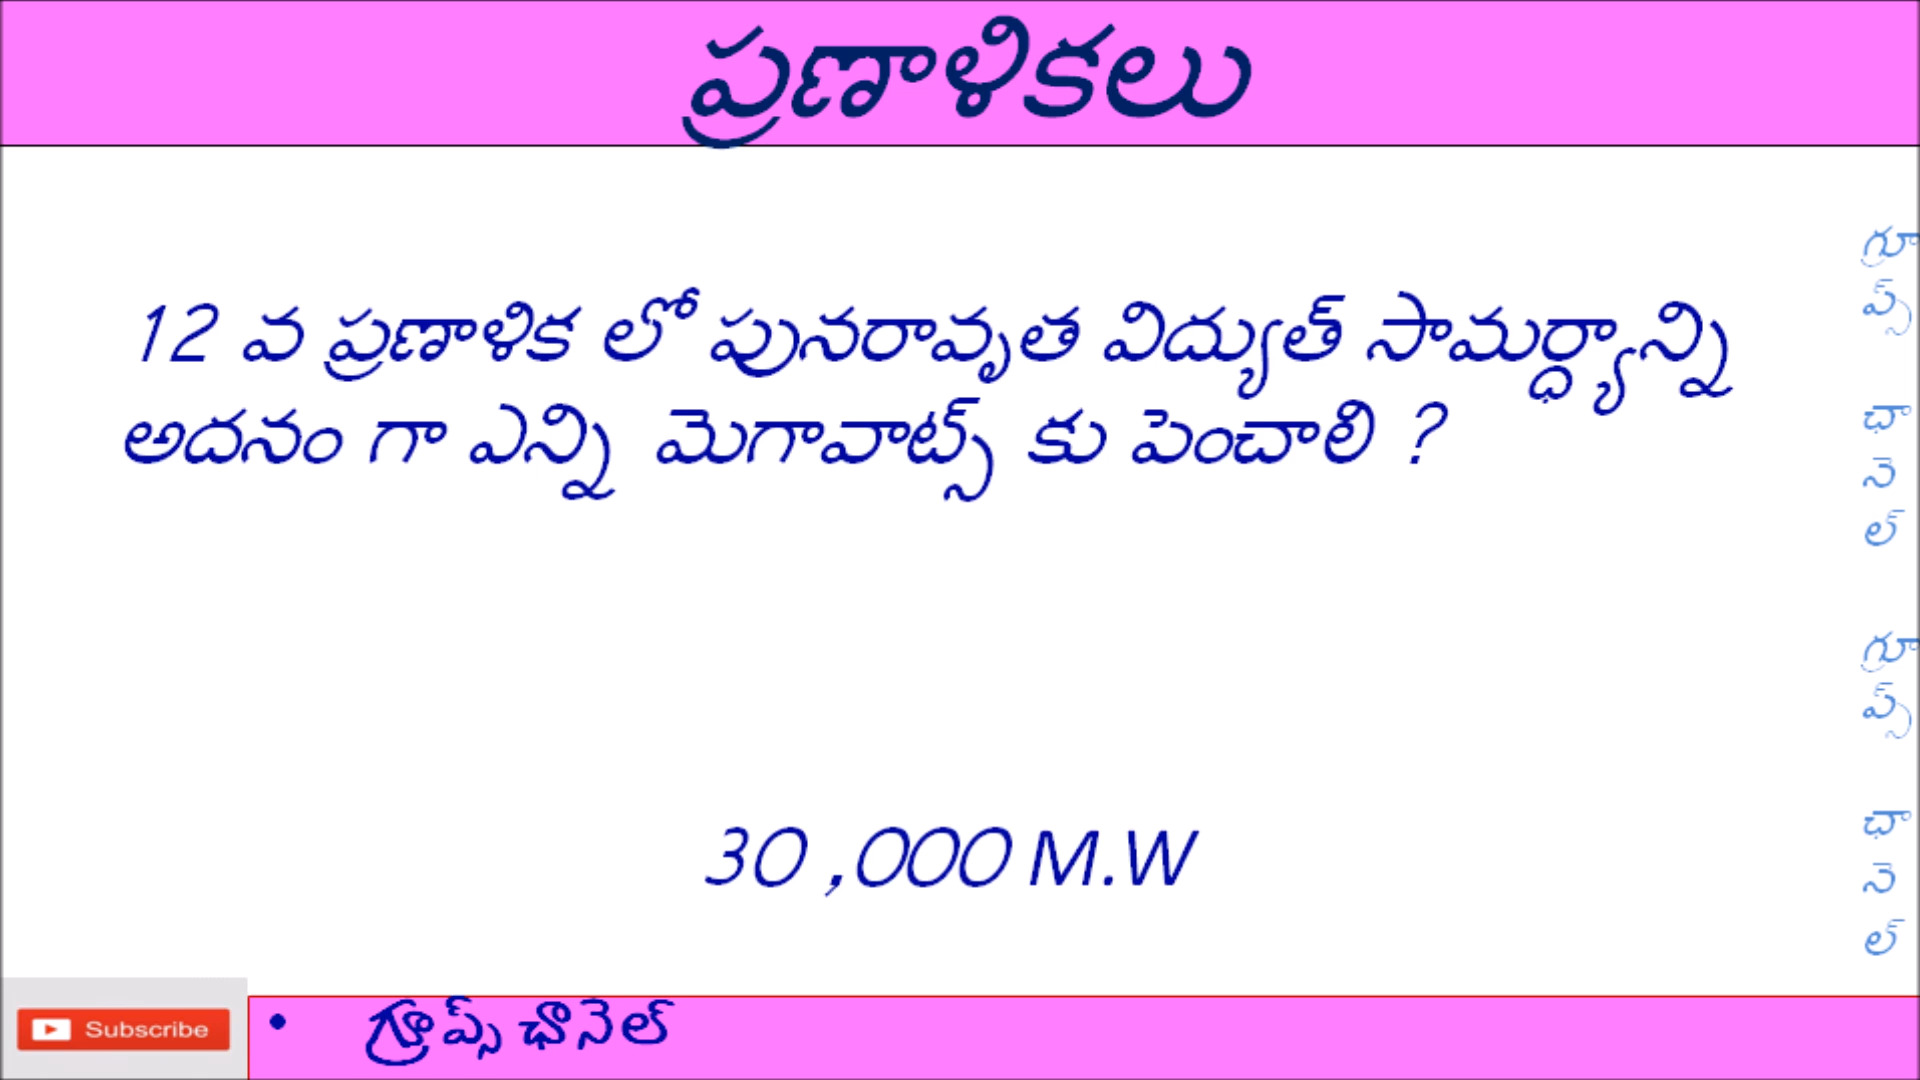 ప్రణాళికలు
12 వ ప్రణాళిక లో పునరావృత విద్యుత్ సామర్ధ్యాన్ని
అదనం గా ఎన్ని మెగావాట్స్ కు పెంచాలి ?
30 ,000 M.W
గ్రూప్స్ ఛానెల్
గ్రూప్స్ ఛానెల్
Subscribe
• గ్రూప్స్ ఛానెల్